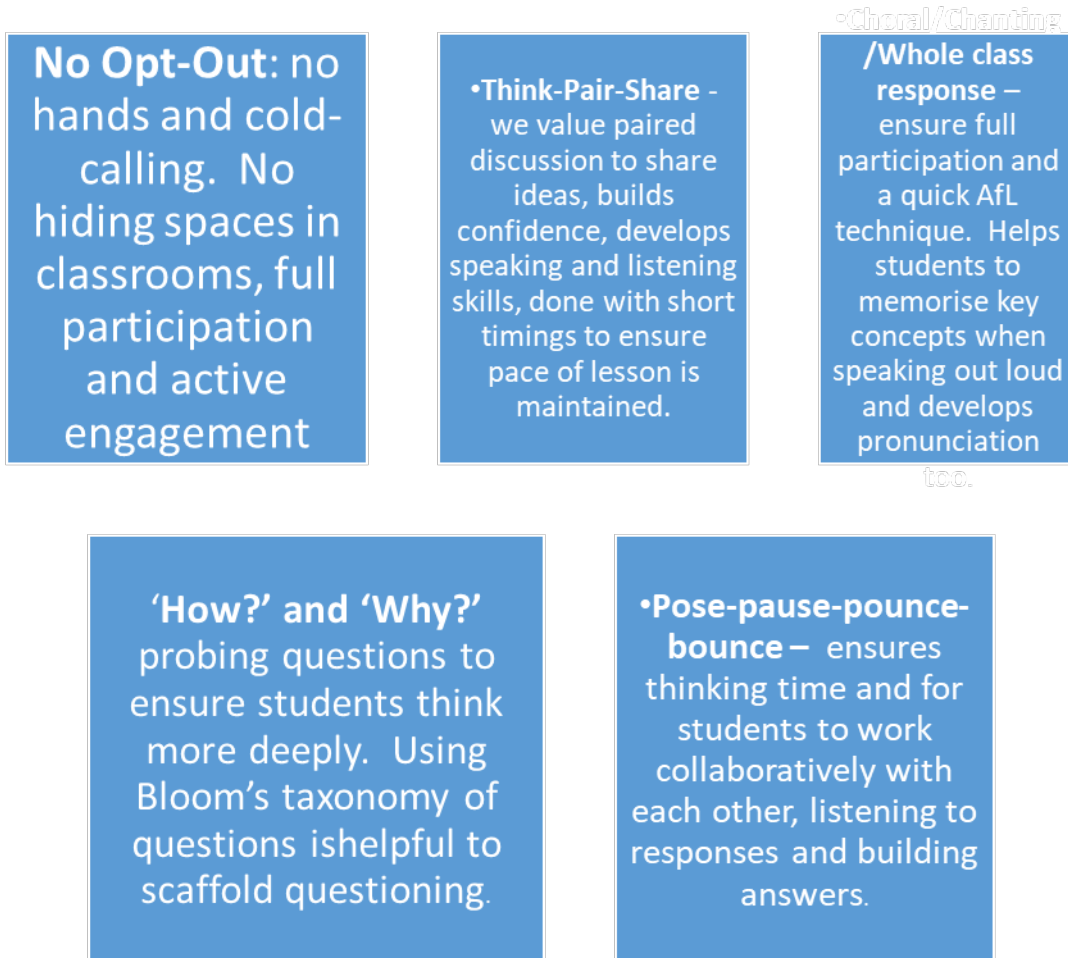 No Opt-Out: no
hands and cold-
calling.  No
hiding spaces in
classrooms, full
participation
and active
engagement
•Think-Pair-Share -
we value paired
discussion to share
ideas, builds
confidence, develops
speaking and listening
skills, done with short
timings to ensure
pace of lesson is
maintained.
•Choral/Chanting
/Whole class
response –
ensure full
participation and
a quick AfL
technique.  Helps
students to
memorise key
concepts when
speaking out loud
and develops
pronunciation
too.
‘How?’ and ‘Why?’
probing questions to
ensure students think
more deeply.  Using
Bloom’s taxonomy of
questions ishelpful to
scaffold questioning.
•Pose-pause-pounce-
bounce –  ensures
thinking time and for
students to work
collaboratively with
each other, listening to
responses and building
answers.